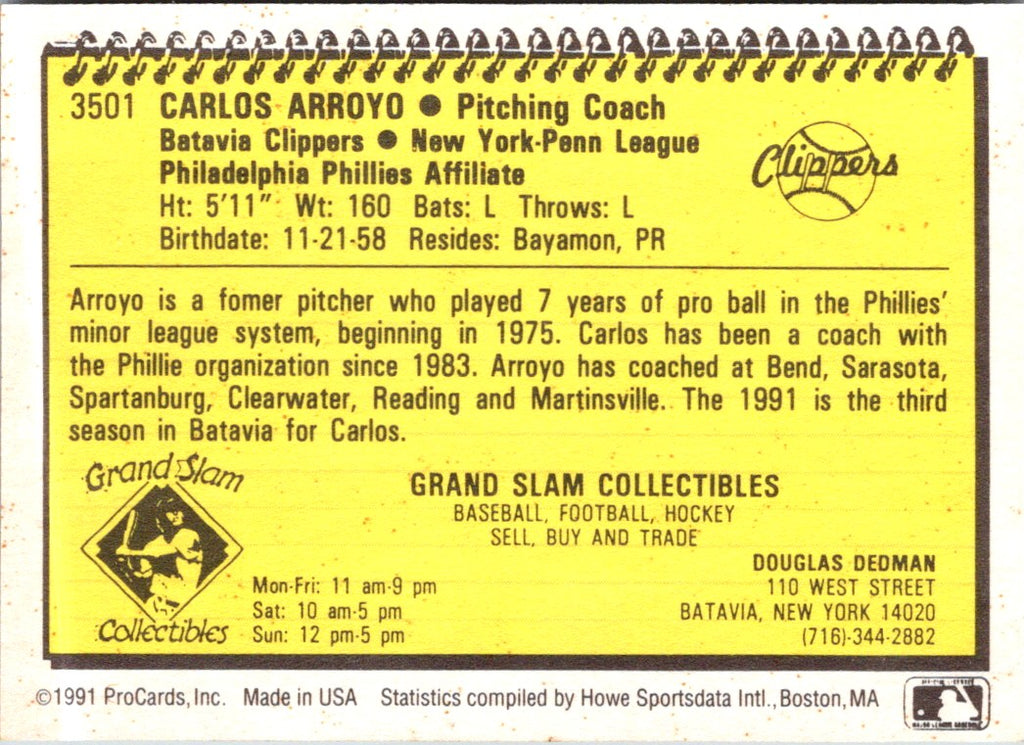 3501 CARLOS ARROYO ● Pitching Coach
Batavia Clippers ● New York-Penn League
Philadelphia Phillies Affiliate
Ht: 5'11" Wt: 160 Bats: L Throws: L
Birthdate: 11-21-58 Resides: Bayamon, PR
Clippers
Arroyo is a fomer pitcher who played 7 years of pro ball in the Phillies'
minor league system, beginning in 1975. Carlos has been a coach with
the Phillie organization since 1983. Arroyo has coached at Bend, Sarasota,
Spartanburg, Clearwater, Reading and Martinsville. The 1991 is the third
season in Batavia for Carlos.
Grand Slam
Collectibles
GRAND SLAM COLLECTIBLES
BASEBALL, FOOTBALL, HOCKEY
SELL, BUY AND TRADE
Mon-Fri: 11 am-9 pm
Sat: 10 am-5 pm
Sun: 12 pm-5 pm
DOUGLAS DEDMAN
110 WEST STREET
BATAVIA, NEW YORK 14020
(716)-344-2882
©1991 ProCards, Inc. Made in USA Statistics compiled by Howe Sportsdata Intl., Boston, MA